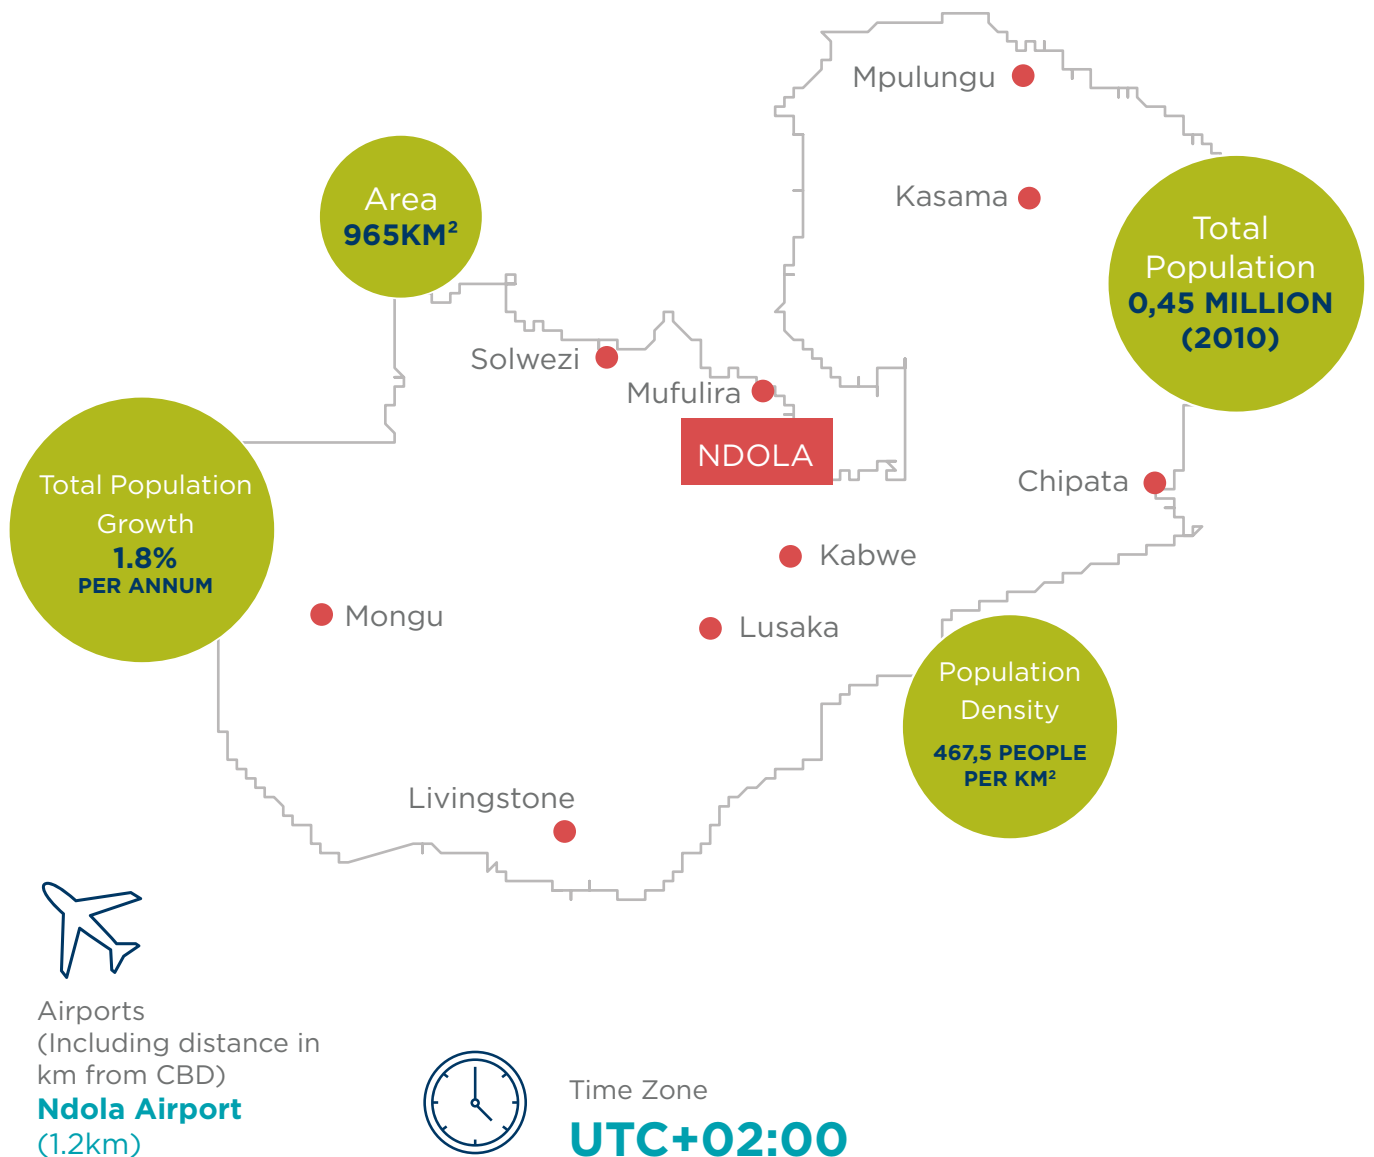 Mpulungu
Area
965KM²
Kasama
Total
Population
0,45 MILLION
(2010)
Solwezi
Mufulira
NDOLA
Chipata
Total Population
Growth
1.8%
PER ANNUM
Kabwe
Mongu
Lusaka
Population
Density
467,5 PEOPLE
PER KM²
Livingstone
Airports
(Including distance in
km from CBD)
Ndola Airport
(1.2km)
Time Zone
UTC+02:00